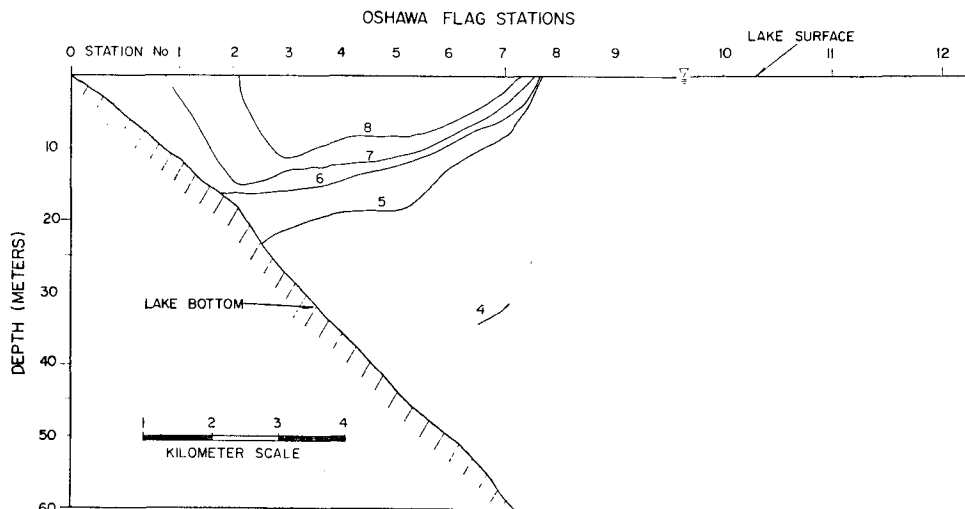 OSHAWA FLAG STATIONS
LAKE SURFACE
0 STATION No 1 2 3 4 5 6 7 8 9 10 11 12
8
10
7
6
5
20
30
LAKE BOTTOM
4
DEPTH (METERS)
40
1 2 3 4
50
KILOMETER SCALE
60